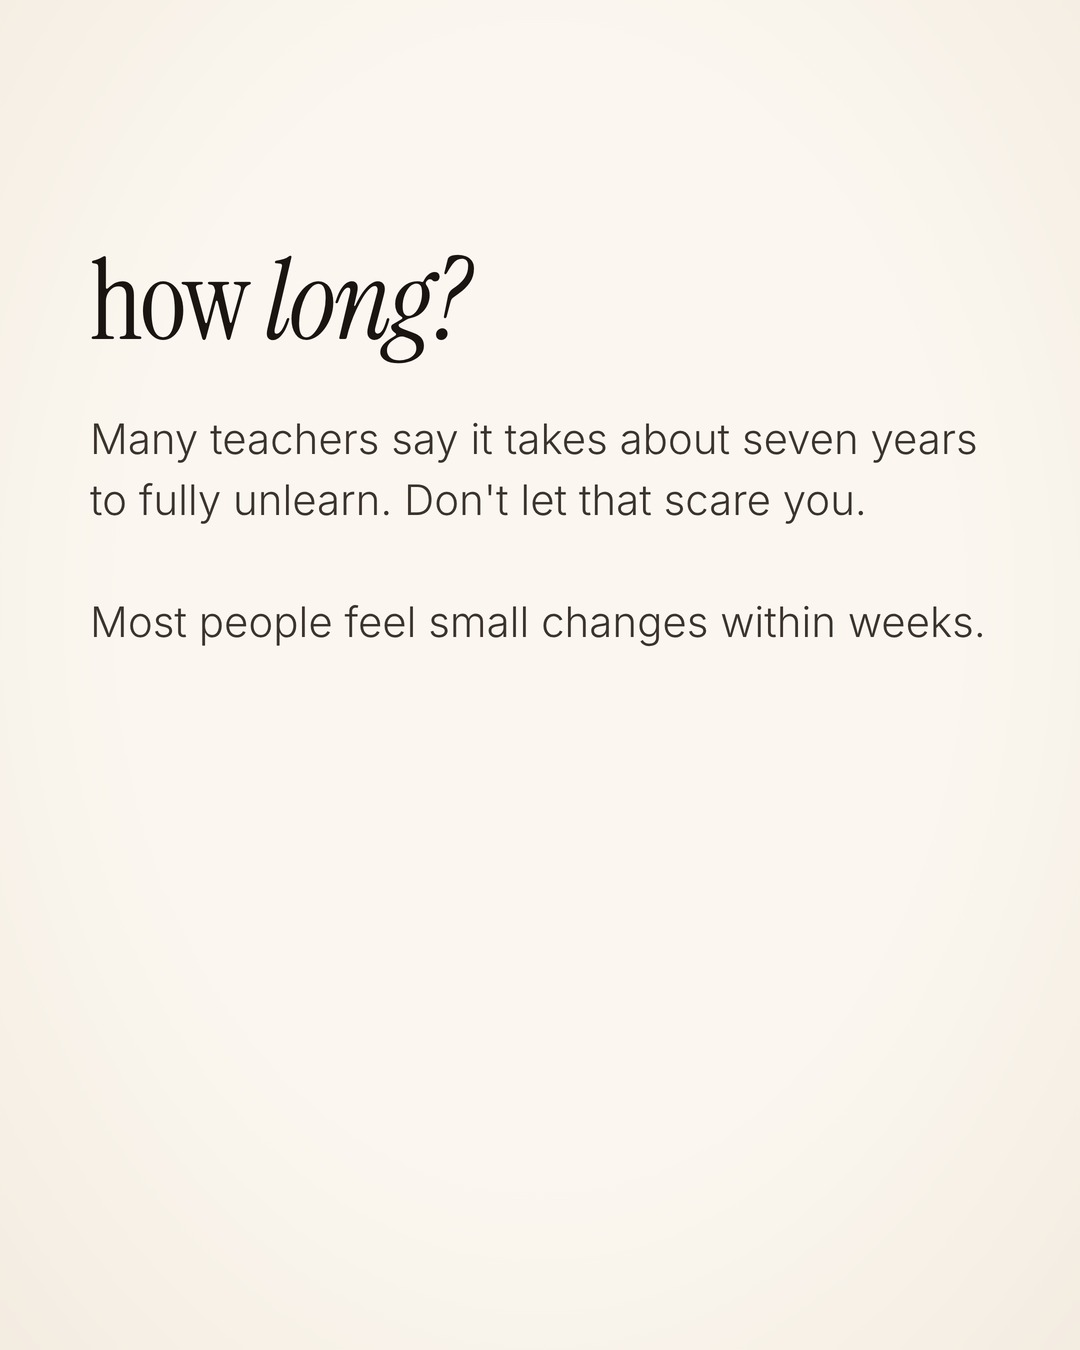 how long?
Many teachers say it takes about seven years
to fully unlearn. Don't let that scare you.
Most people feel small changes within weeks.